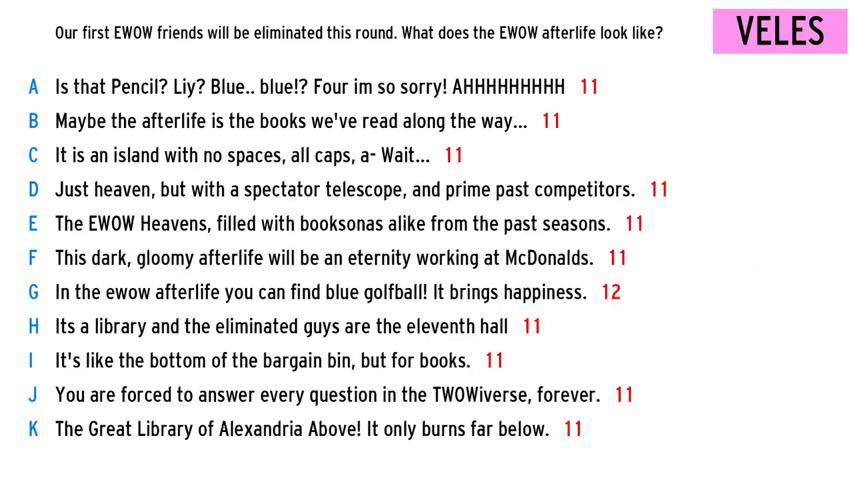 Our first EWOW friends will be eliminated this round. What does the EWOW afterlife look like?
VELES
A Is that Pencil? Liy? Blue.. blue!? Four im so sorry! AHHHHHHHHH 11
B Maybe the afterlife is the books we've read along the way... 11
C It is an island with no spaces, all caps, a- Wait... 11
D Just heaven, but with a spectator telescope, and prime past competitors. 11
E The EWOW Heavens, filled with booksonas alike from the past seasons. 11
F This dark, gloomy afterlife will be an eternity working at McDonalds. 11
G In the ewow afterlife you can find blue golfball! It brings happiness. 12
H Its a library and the eliminated guys are the eleventh hall 11
I It's like the bottom of the bargain bin, but for books. 11
J You are forced to answer every question in the TWOWiverse, forever. 11
K The Great Library of Alexandria Above! It only burns far below. 11